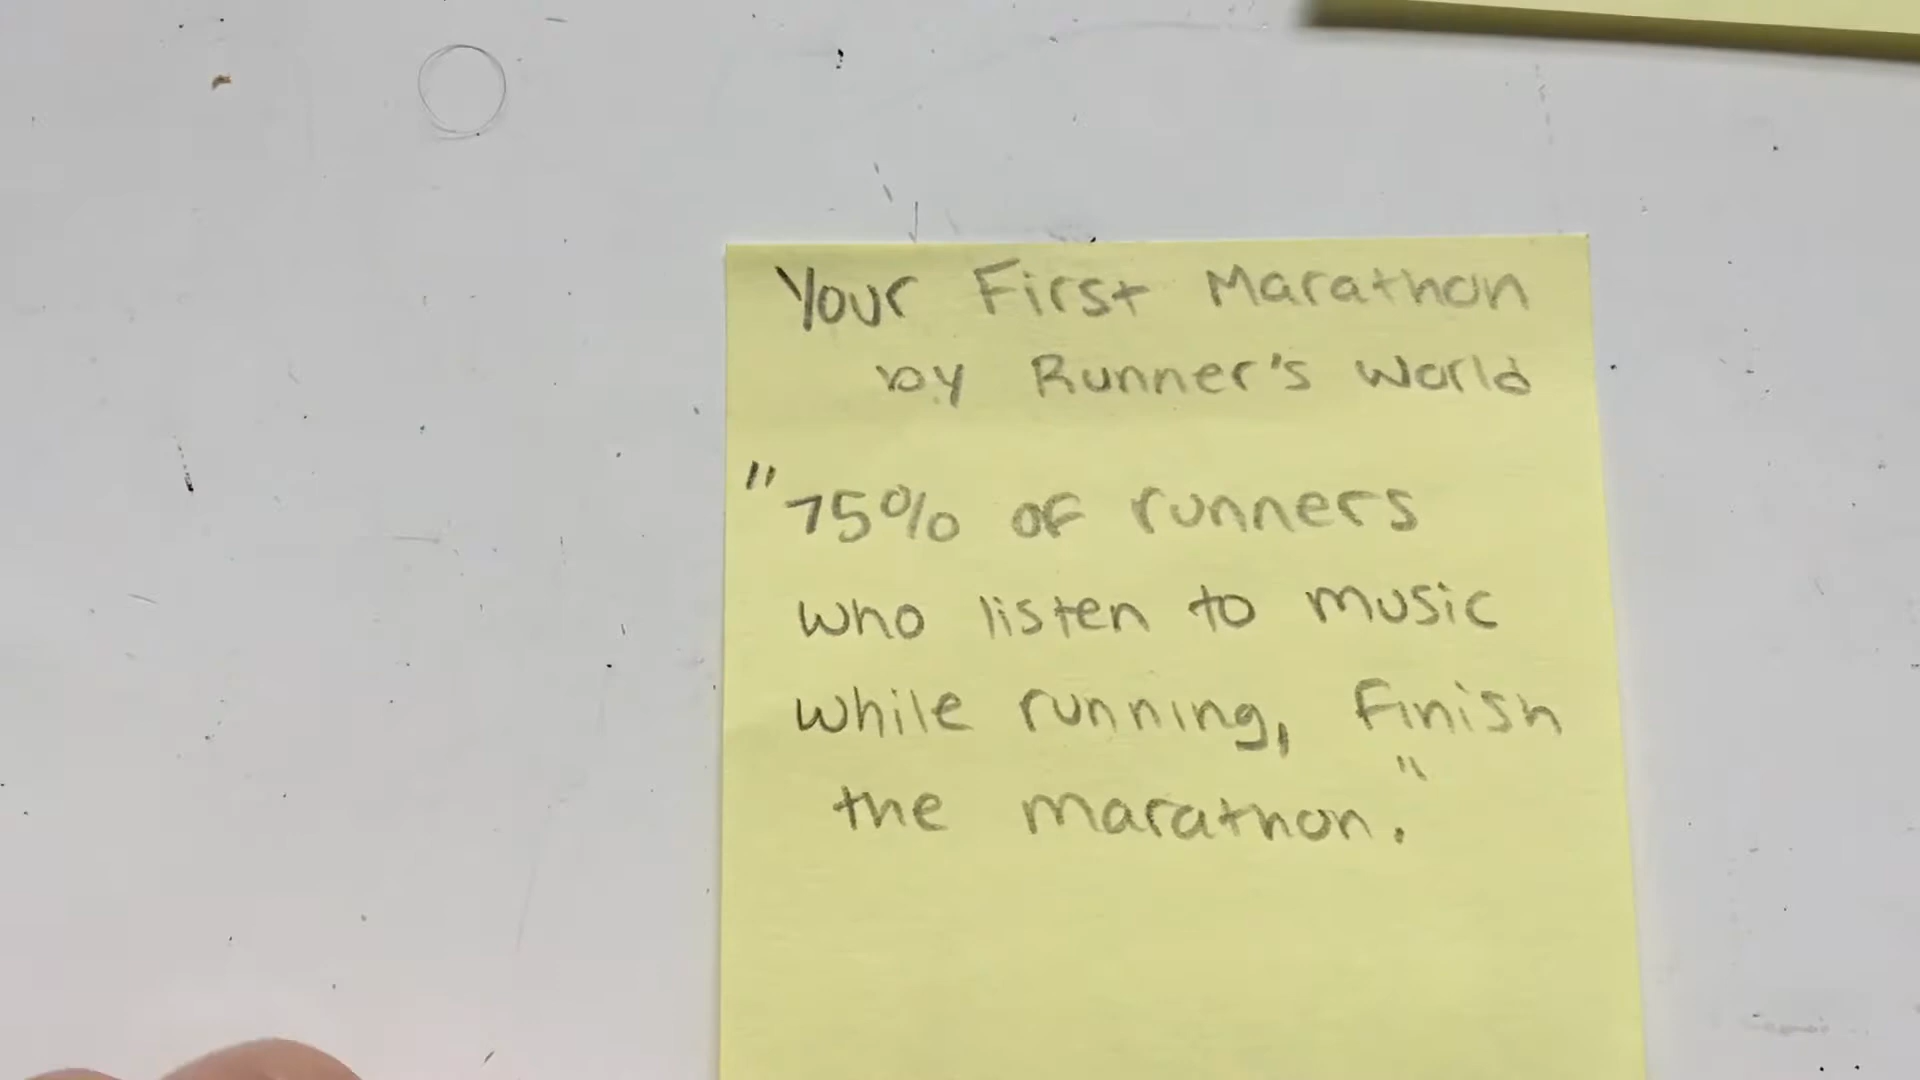 Your First Marathon
by Runner's World
"75% of runners
who listen to music
while running, finish
the marathon."